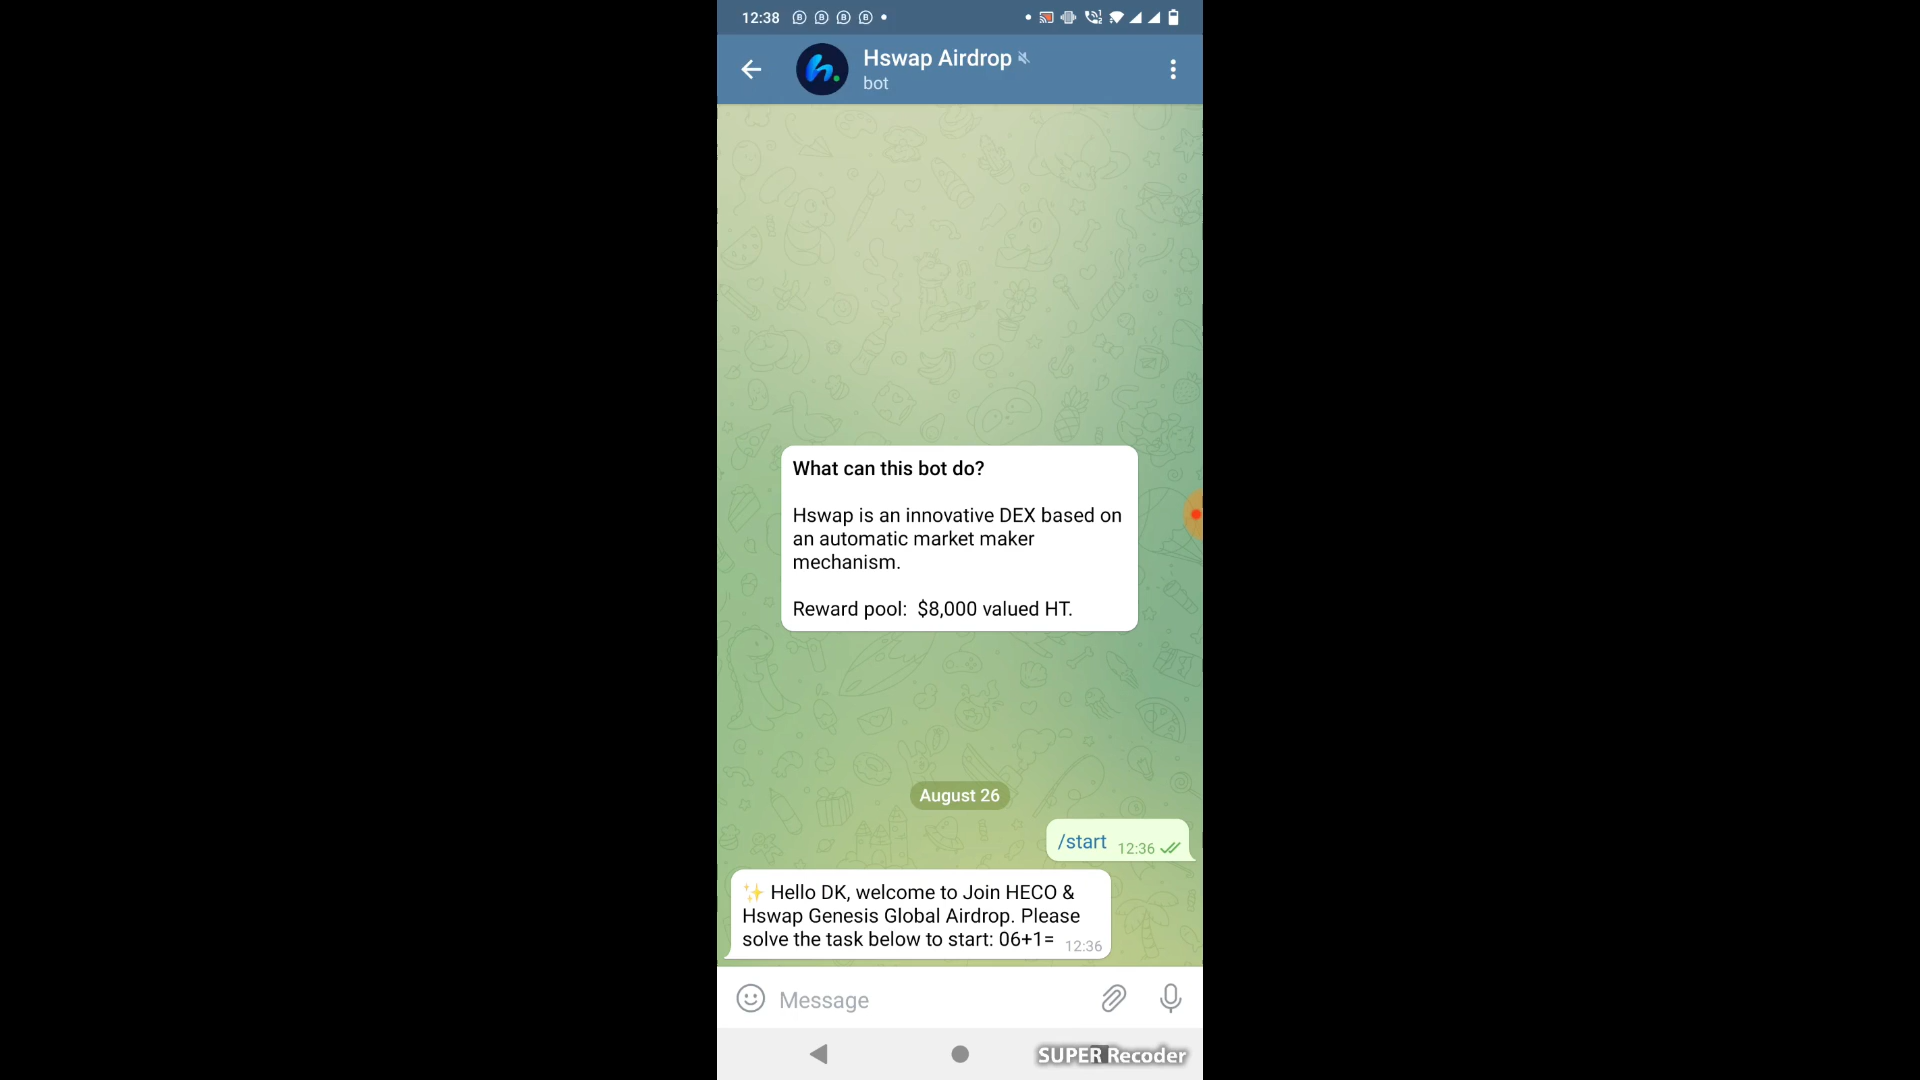 12:38
Hswap Airdrop
bot
What can this bot do?
Hswap is an innovative DEX based on
an automatic market maker
mechanism.
Reward pool:  $8,000 valued HT.
August 26
/start 12:36
✨ Hello DK, welcome to Join HECO &
Hswap Genesis Global Airdrop. Please
solve the task below to start: 06+1= 12:36
Message
SUPER Recoder